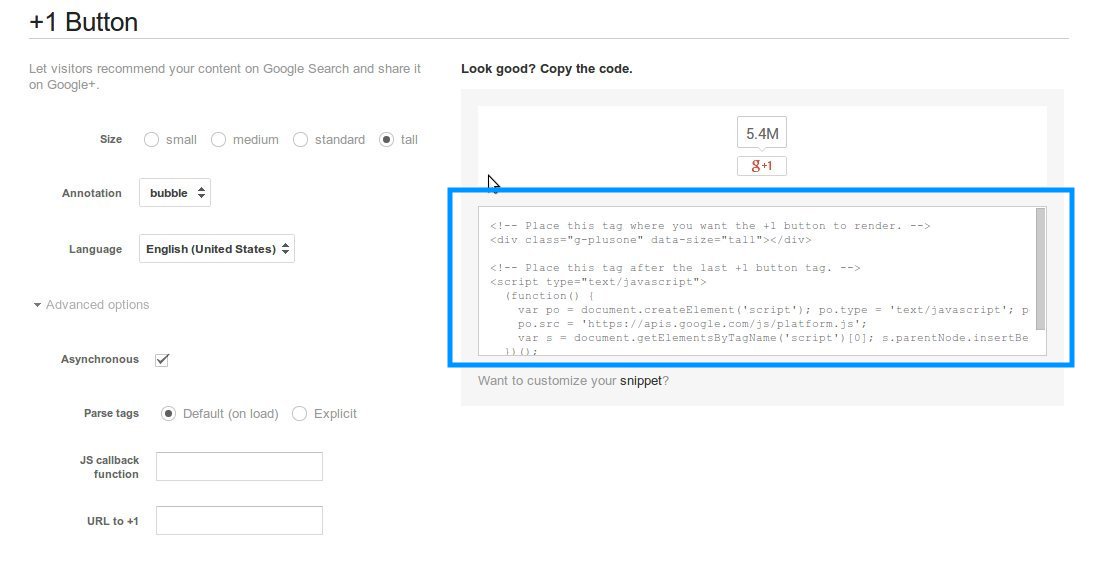 +1 Button
Let visitors recommend your content on Google Search and share it
on Google+.
Size small medium standard tall
Annotation bubble
Language English (United States)
Advanced options
Asynchronous
Parse tags Default (on load) Explicit
JS callback
function
URL to +1
Look good? Copy the code.
5.4M
g+1
<!-- Place this tag where you want the +1 button to render. -->
<div class="g-plusone" data-size="tall"></div>
<!-- Place this tag after the last +1 button tag. -->
<script type="text/javascript">
(function() {
var po = document.createElement('script'); po.type = 'text/javascript'; p
po.src = 'https://apis.google.com/js/platform.js';
var s = document.getElementsByTagName('script')[0]; s.parentNode.insertBe
})();
Want to customize your snippet?